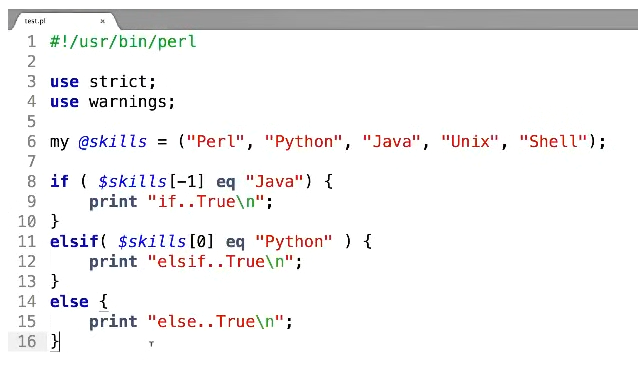 test.pl x
1 #!/usr/bin/perl
2
3 use strict;
4 use warnings;
5
6 my @skills = ("Perl", "Python", "Java", "Unix", "Shell");
7
8 if ( $skills[-1] eq "Java") {
9     print "if..True\n";
10 }
11 elsif( $skills[0] eq "Python" ) {
12     print "elsif..True\n";
13 }
14 else {
15     print "else..True\n";
16 }